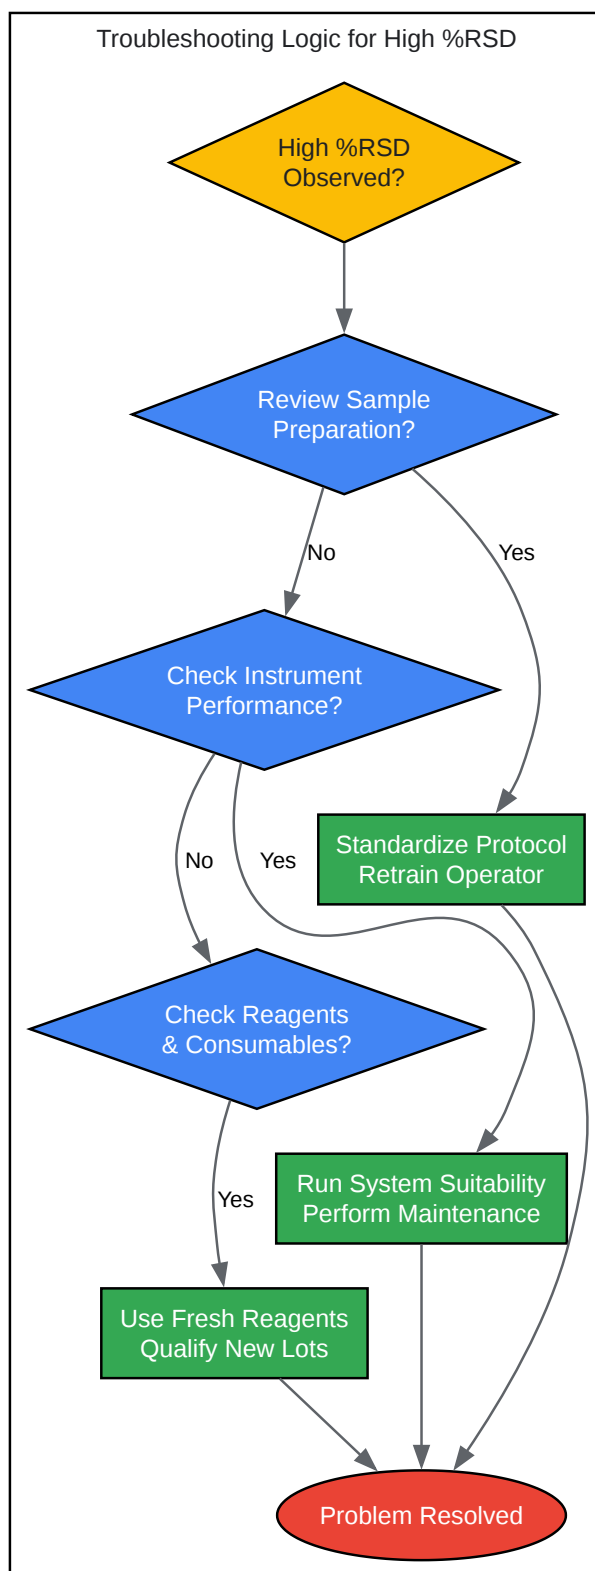 Troubleshooting Logic for High %RSD
High %RSD
Observed?
Review Sample
Preparation?
No
Yes
Check Instrument
Performance?
Standardize Protocol
Retrain Operator
No
Yes
Check Reagents
& Consumables?
Run System Suitability
Perform Maintenance
Yes
Use Fresh Reagents
Qualify New Lots
Problem Resolved